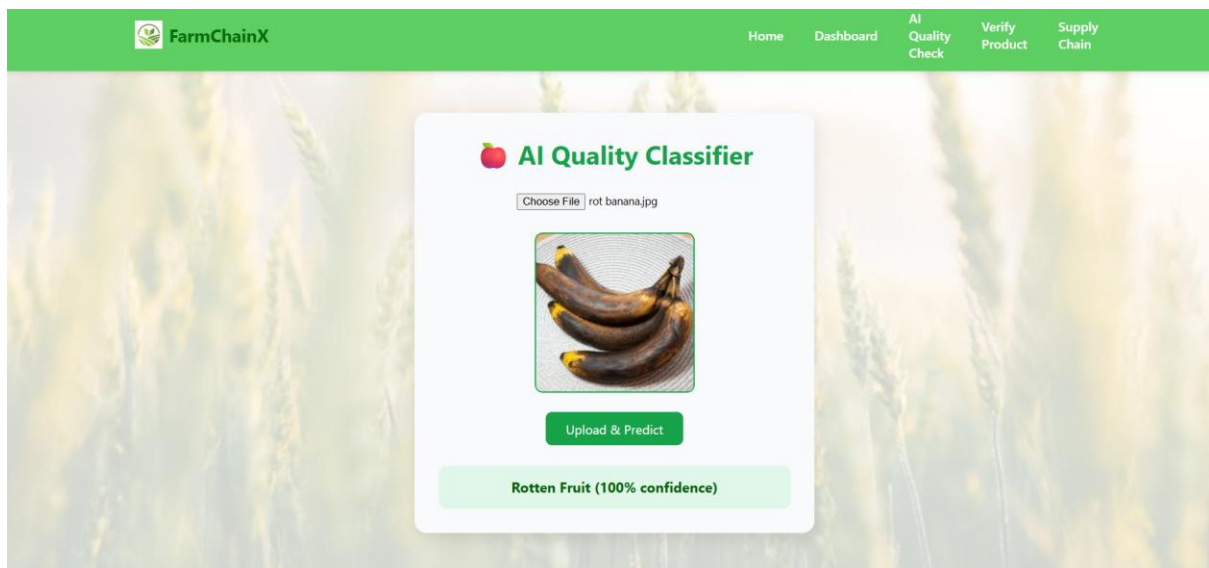 FarmChainX
Home
Dashboard
AI
Quality
Check
Verify
Product
Supply
Chain
AI Quality Classifier
Choose File rot banana.jpg
Upload & Predict
Rotten Fruit (100% confidence)